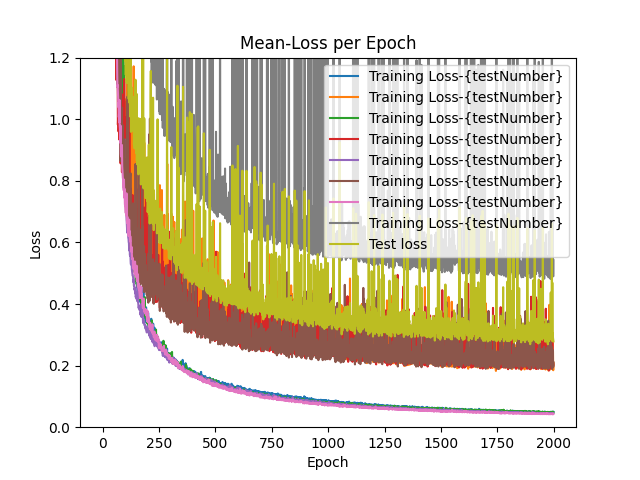 Mean-Loss per Epoch
1.2
1.0
0.8
0.6
0.4
0.2
0.0
Loss
Training Loss-{testNumber}
Training Loss-{testNumber}
Training Loss-{testNumber}
Training Loss-{testNumber}
Training Loss-{testNumber}
Training Loss-{testNumber}
Training Loss-{testNumber}
Training Loss-{testNumber}
Test loss
0 250 500 750 1000 1250 1500 1750 2000
Epoch